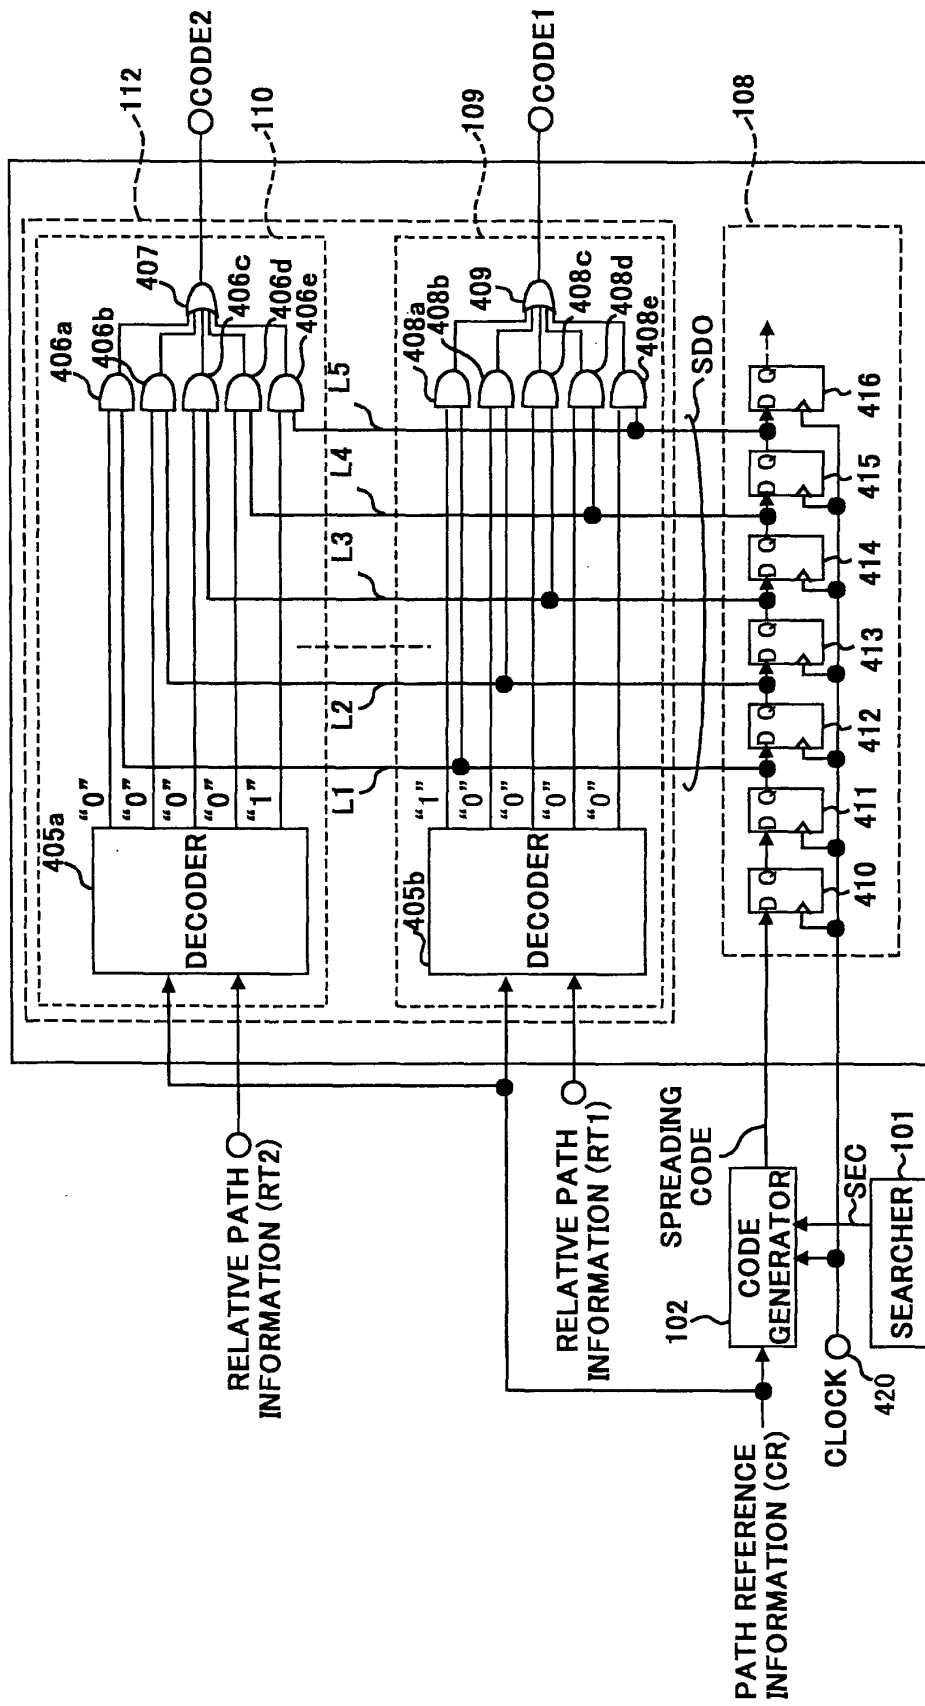 CODE2
CODE1
112
110
109
108
407
406a
406b
406c
406d
406e
409
408a
408b
408c
408d
408e
L5
L4
L3
L2
L1
SDO
405a
DECODER
“0”
“0”
“0”
“0”
“1”
405b
DECODER
“1”
“0”
“0”
“0”
“0”
D Q
D Q
D Q
D Q
D Q
D Q
D Q
410
411
412
413
414
415
416
RELATIVE PATH
INFORMATION (RT2)
RELATIVE PATH
INFORMATION (RT1)
SPREADING
CODE
102
CODE
GENERATOR
SEC
SEARCHER
101
CLOCK
420
PATH REFERENCE
INFORMATION (CR)